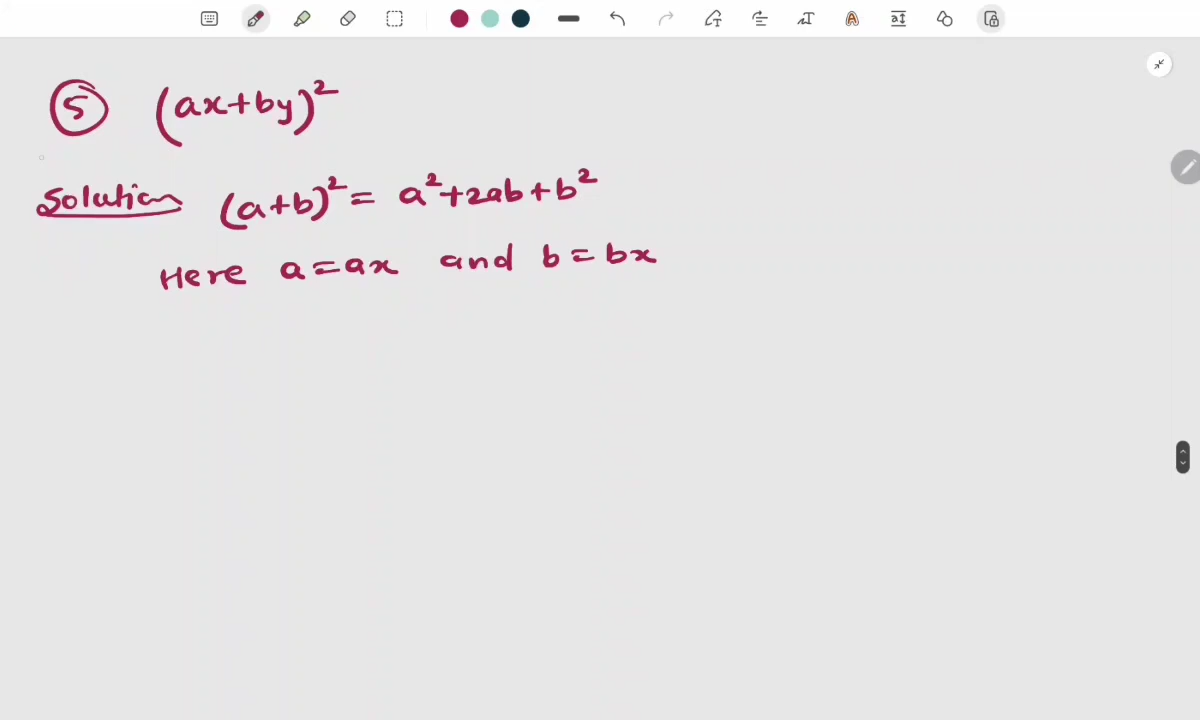 5 (ax+by)²
Solution (a+b)² = a²+2ab+b²
Here a=ax and b=bx